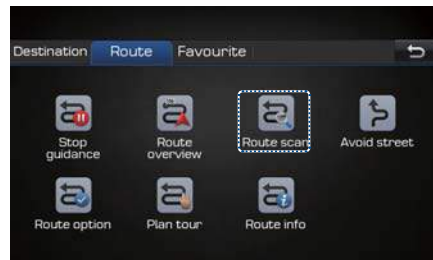 Destination Route Favourite
Stop
guidance
Route
overview
Route scan
Avoid street
Route option
Plan tour
Route info